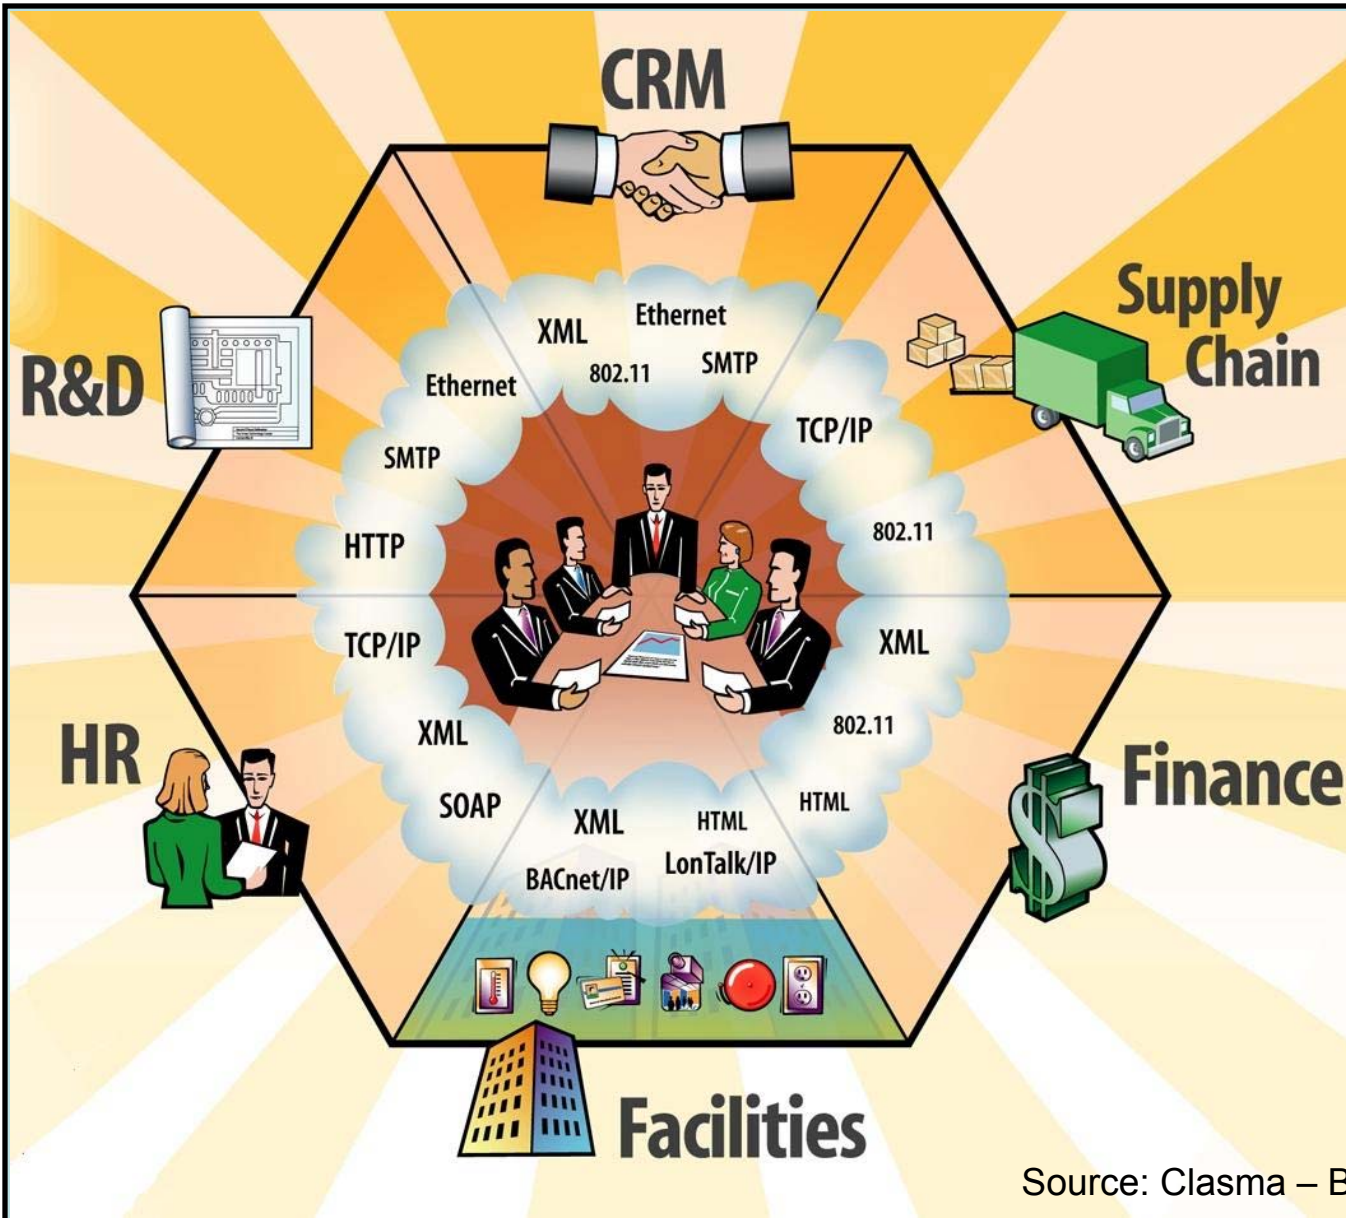 CRM
Supply
Chain
R&D
HR
Finance
Facilities
XML
Ethernet
802.11
SMTP
Ethernet
SMTP
HTTP
TCP/IP
802.11
TCP/IP
XML
SOAP
XML
802.11
HTML
XML
HTML
BACnet/IP
LonTalk/IP
Source: Clasma – B